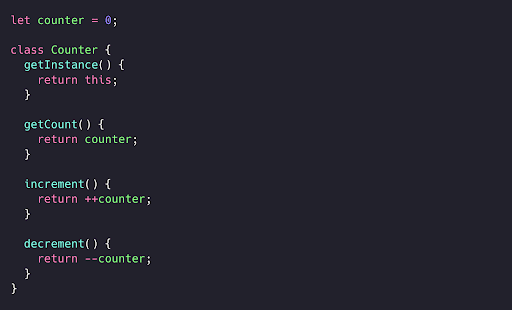 let counter = 0;
class Counter {
getInstance() {
return this;
}
getCount() {
return counter;
}
increment() {
return ++counter;
}
decrement() {
return --counter;
}
}